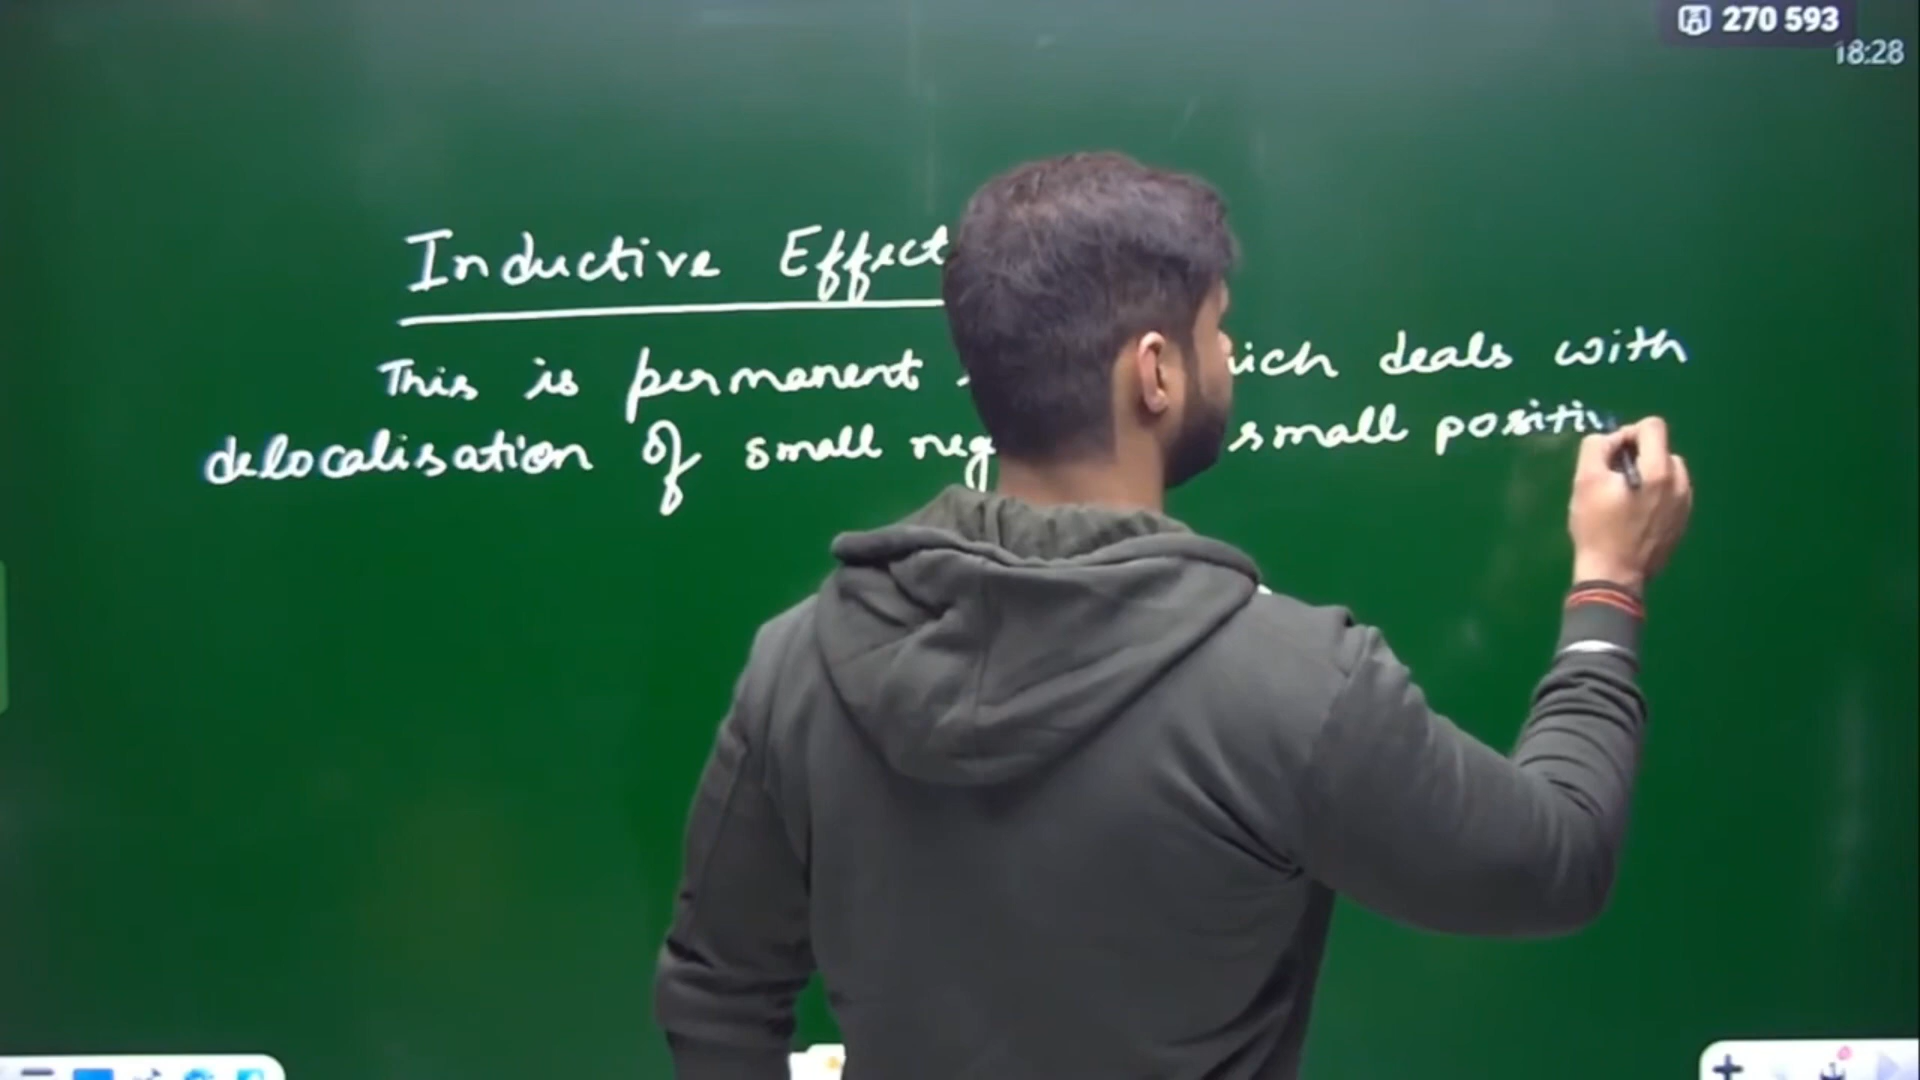 270 593
18:28
Inductive Effect
This is permanent which deals with
delocalisation of small neg small positiv